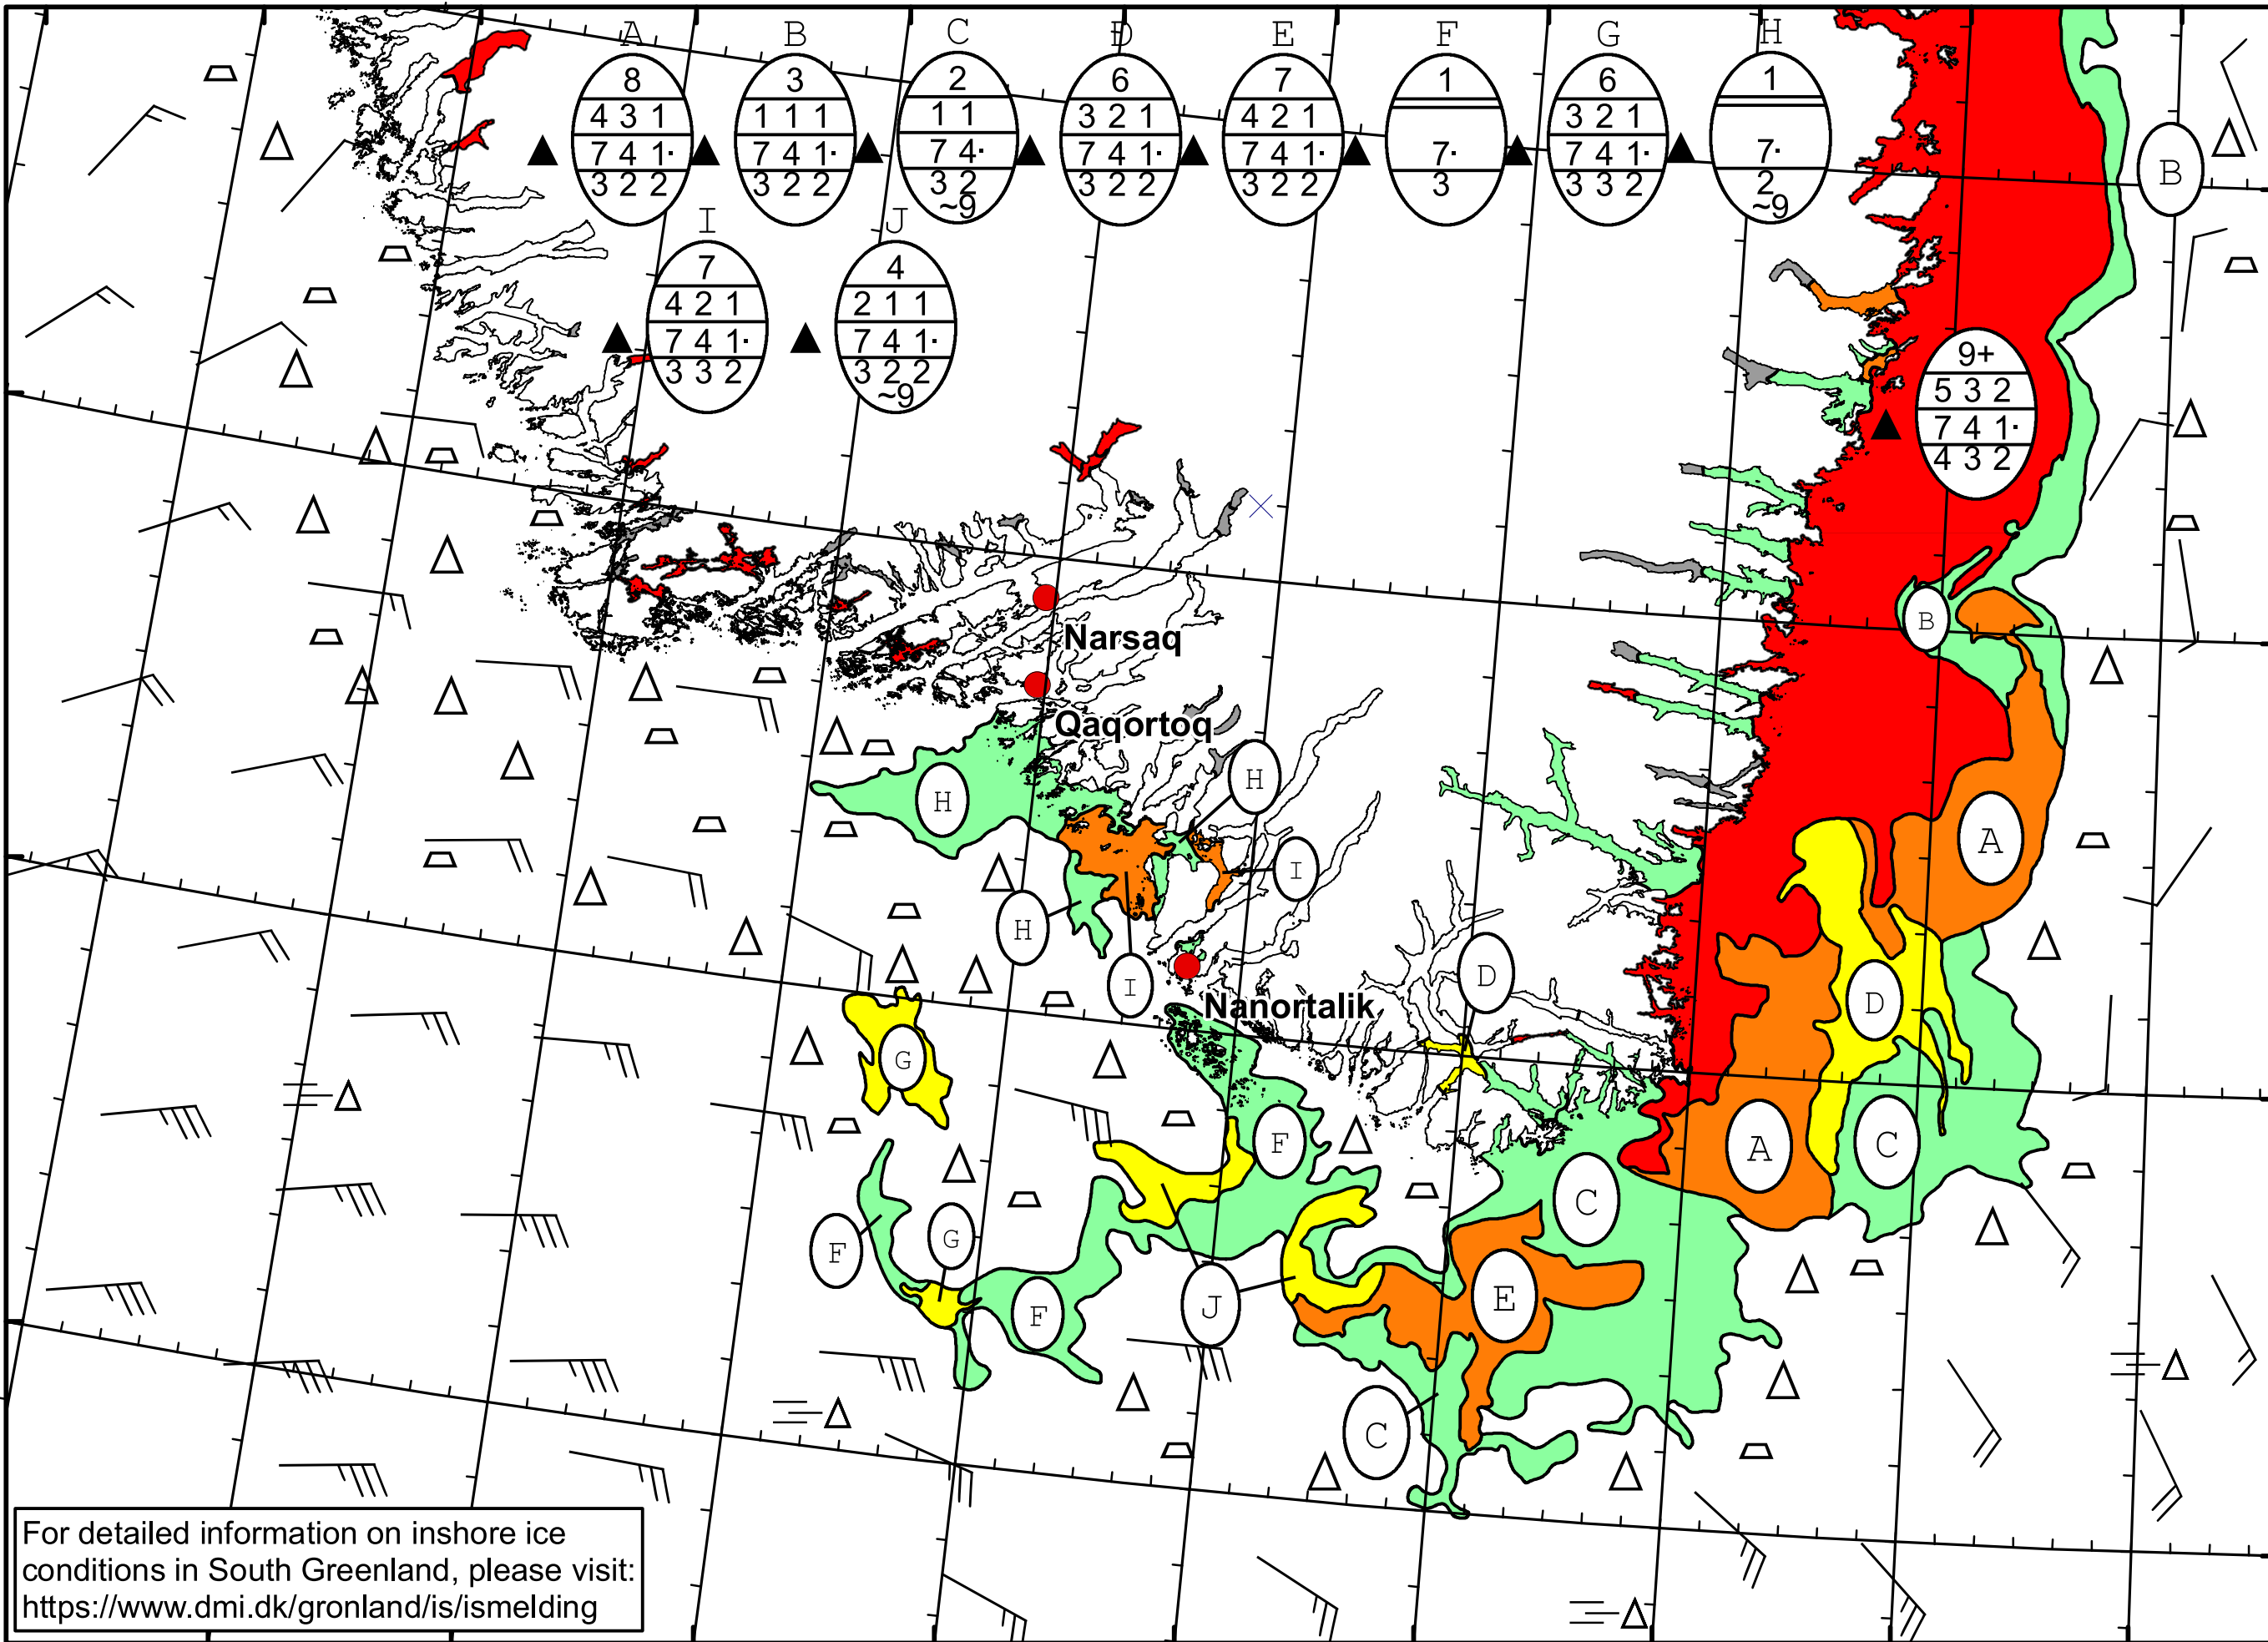 A B C D E F G H
8 3 2 6 7 1 6 1
4 3 1 1 1 1 1 1 3 2 1 4 2 1 3 2 1
7 4 1· 7 4 1· 7 4· 7 4 1· 7 4 1· 7· 7 4 1· 7·
3 2 2 3 2 2 3 2 3 2 2 3 2 2 3 3 3 2 2
~9 ~9
B
I J
7 4
4 2 1 2 1 1
7 4 1· 7 4 1·
3 3 2 3 2 2
~9
9+
5 3 2
7 4 1·
4 3 2
B
Narsaq
Qaqortoq
H
H
A
I
H
I
D
D
Nanortalik
G
F
A
C
C
F
G
F
J
E
C
For detailed information on inshore ice
conditions in South Greenland, please visit:
https://www.dmi.dk/gronland/is/ismelding